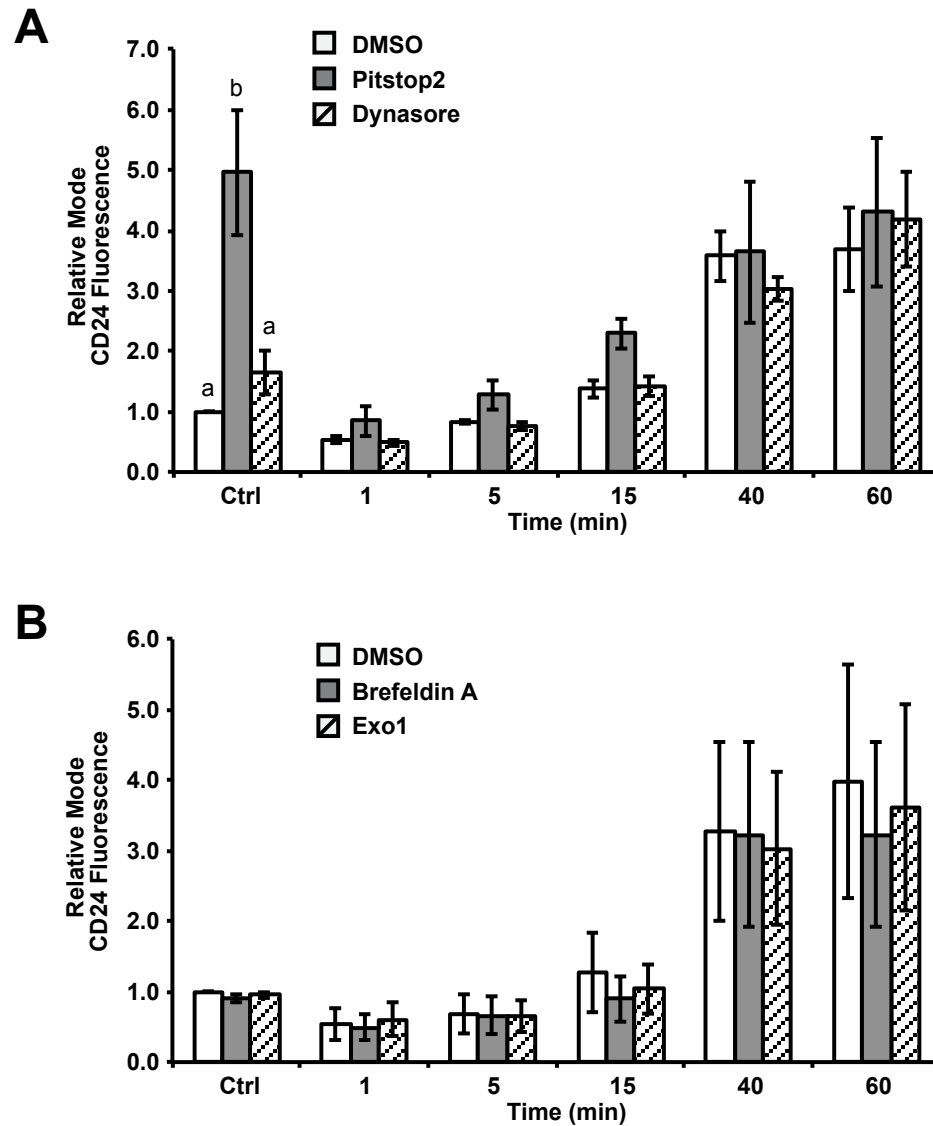 A
DMSO
Pitstop2
Dynasore
Relative Mode
CD24 Fluorescence
7.0
6.0
5.0
4.0
3.0
2.0
1.0
0.0
a
b
a
Ctrl 1 5 15 40 60
Time (min)
B
DMSO
Brefeldin A
Exo1
Relative Mode
CD24 Fluorescence
6.0
5.0
4.0
3.0
2.0
1.0
0.0
Ctrl 1 5 15 40 60
Time (min)